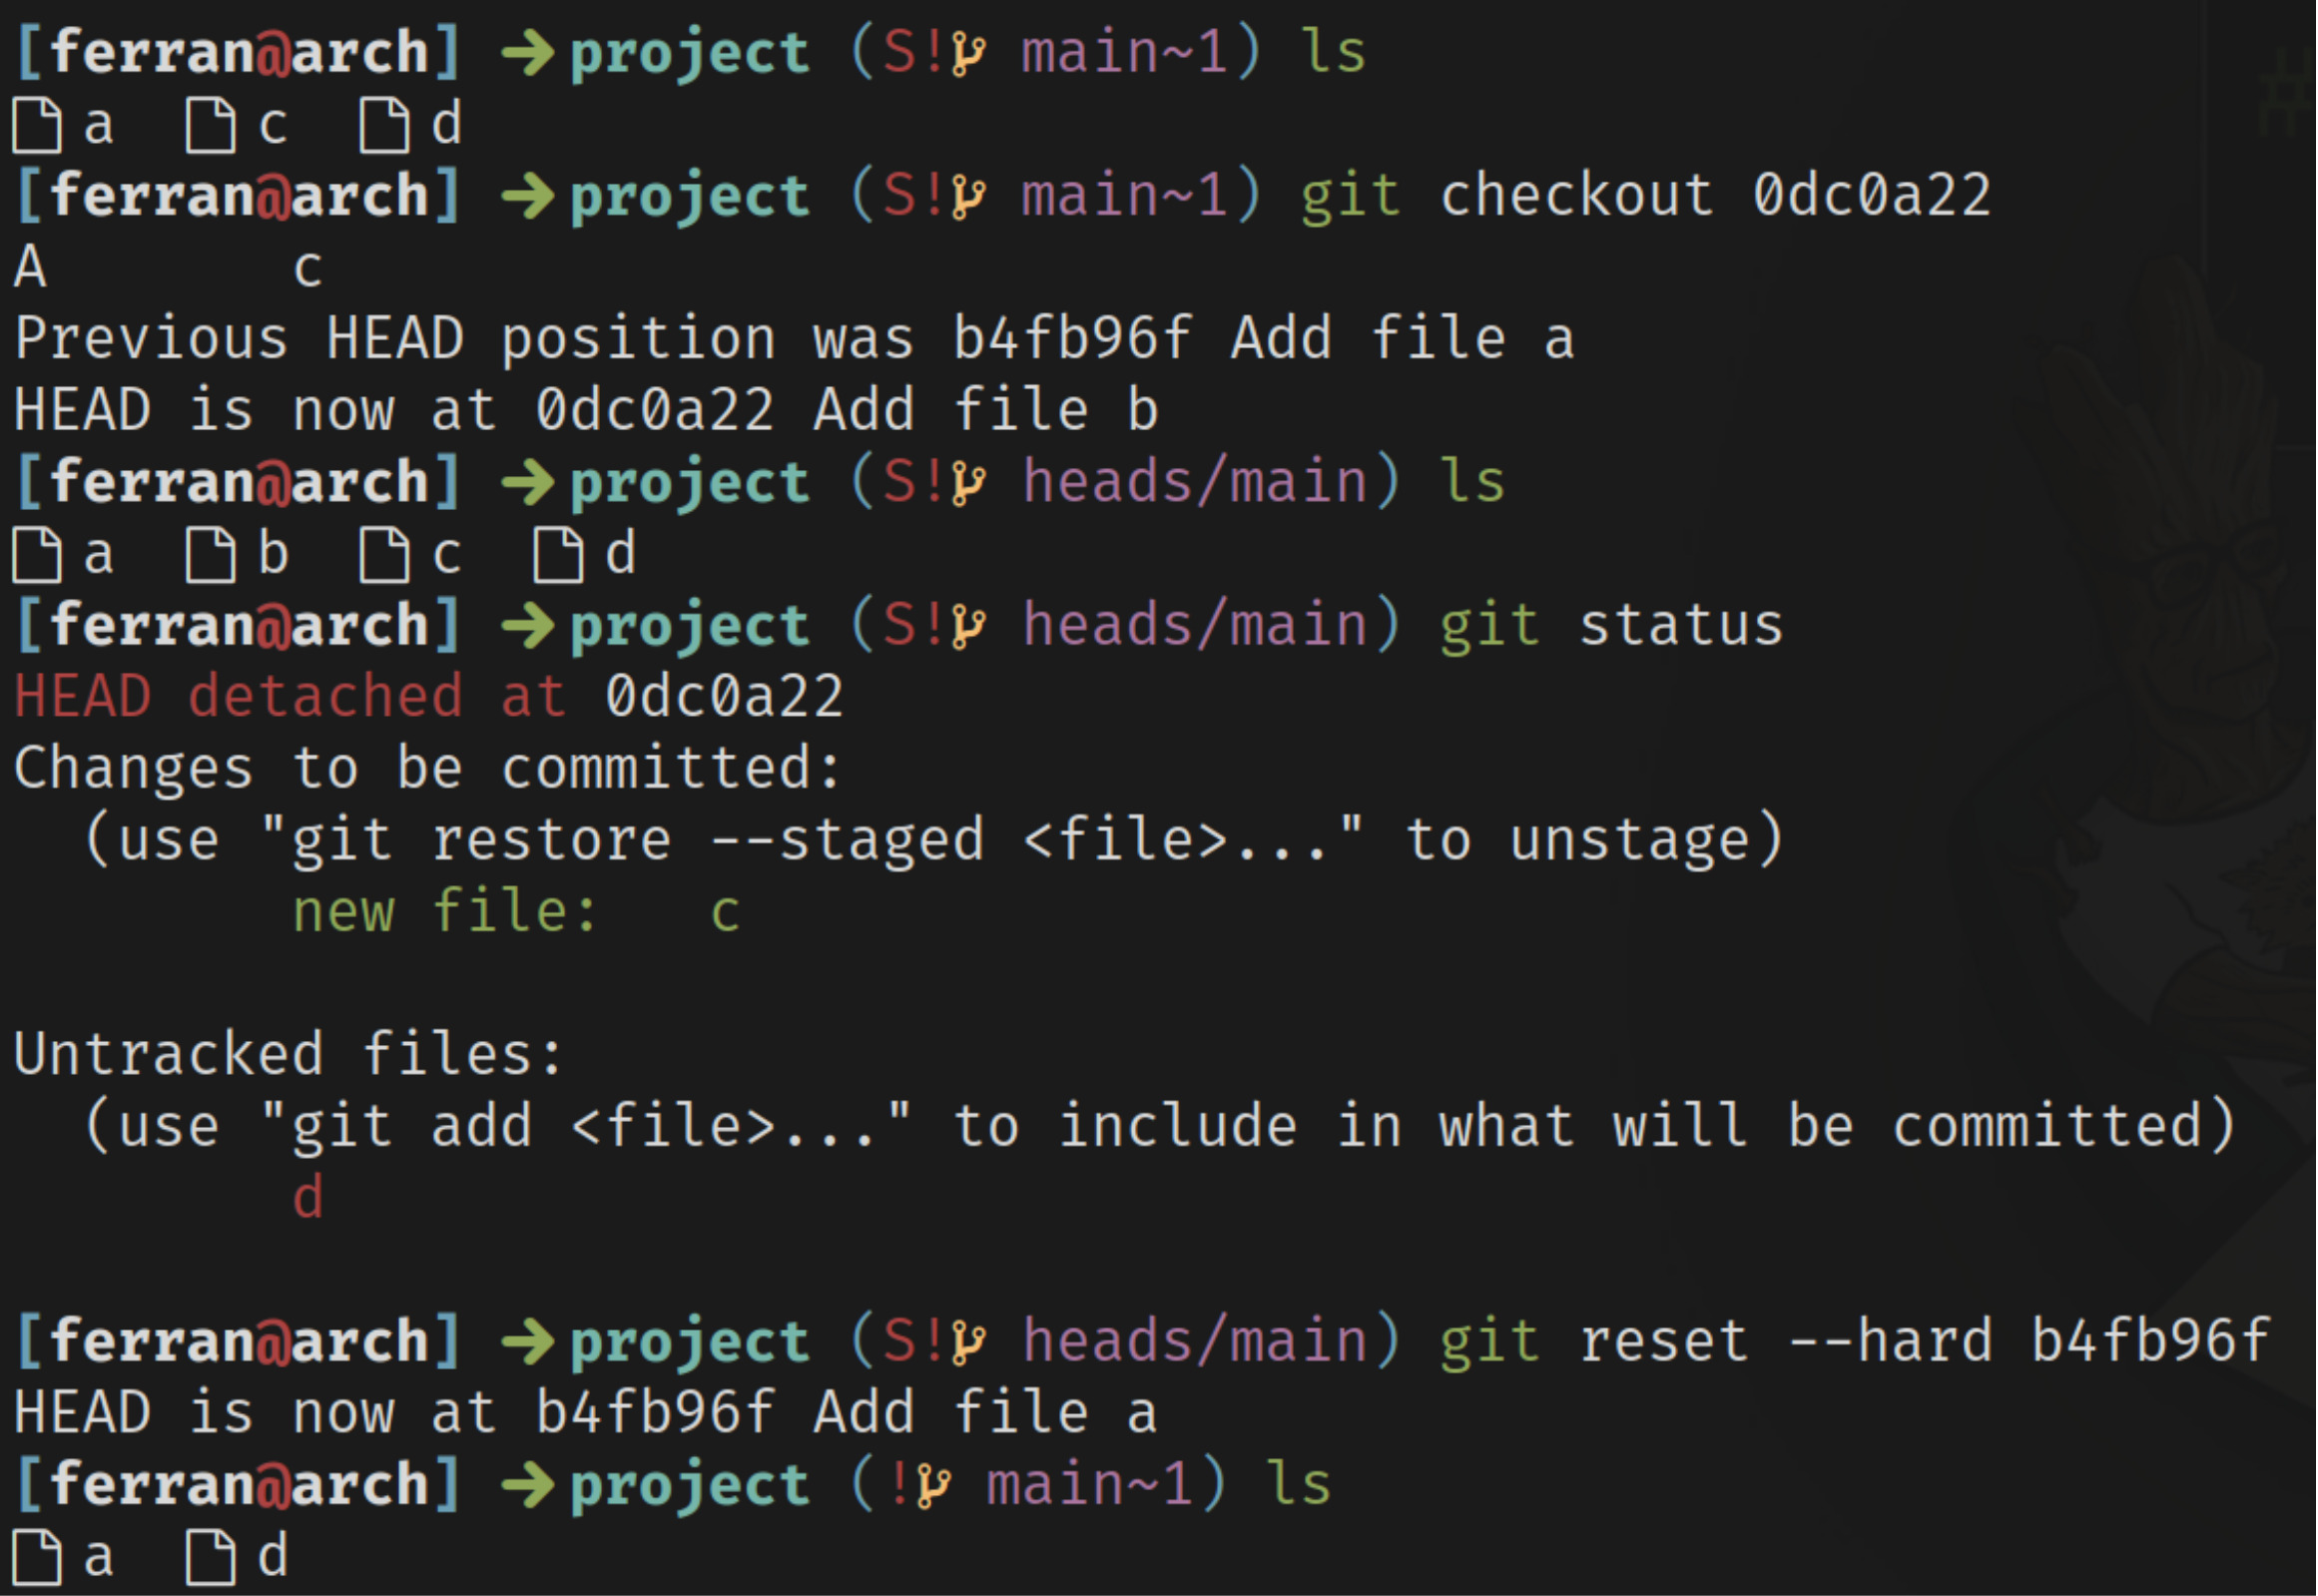 [ferran@arch] → project (S! main~1) ls
a c d
[ferran@arch] → project (S! main~1) git checkout 0dc0a22
A       c
Previous HEAD position was b4fb96f Add file a
HEAD is now at 0dc0a22 Add file b
[ferran@arch] → project (S! heads/main) ls
a b c d
[ferran@arch] → project (S! heads/main) git status
HEAD detached at 0dc0a22
Changes to be committed:
  (use "git restore --staged <file>..." to unstage)
        new file:   c
Untracked files:
  (use "git add <file>..." to include in what will be committed)
        d
[ferran@arch] → project (S! heads/main) git reset --hard b4fb96f
HEAD is now at b4fb96f Add file a
[ferran@arch] → project (! main~1) ls
a d
#